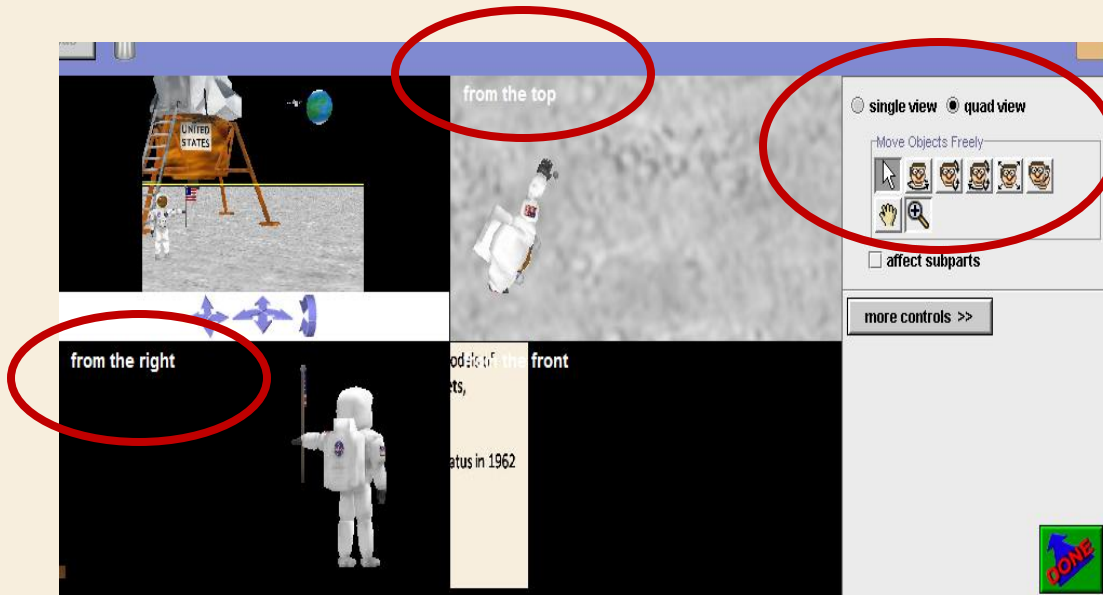 from the top
single view quad view
Move Objects Freely
UNITED
STATES
affect subparts
more controls >>
from the right
the front
ets,
atus in 1962
DONE